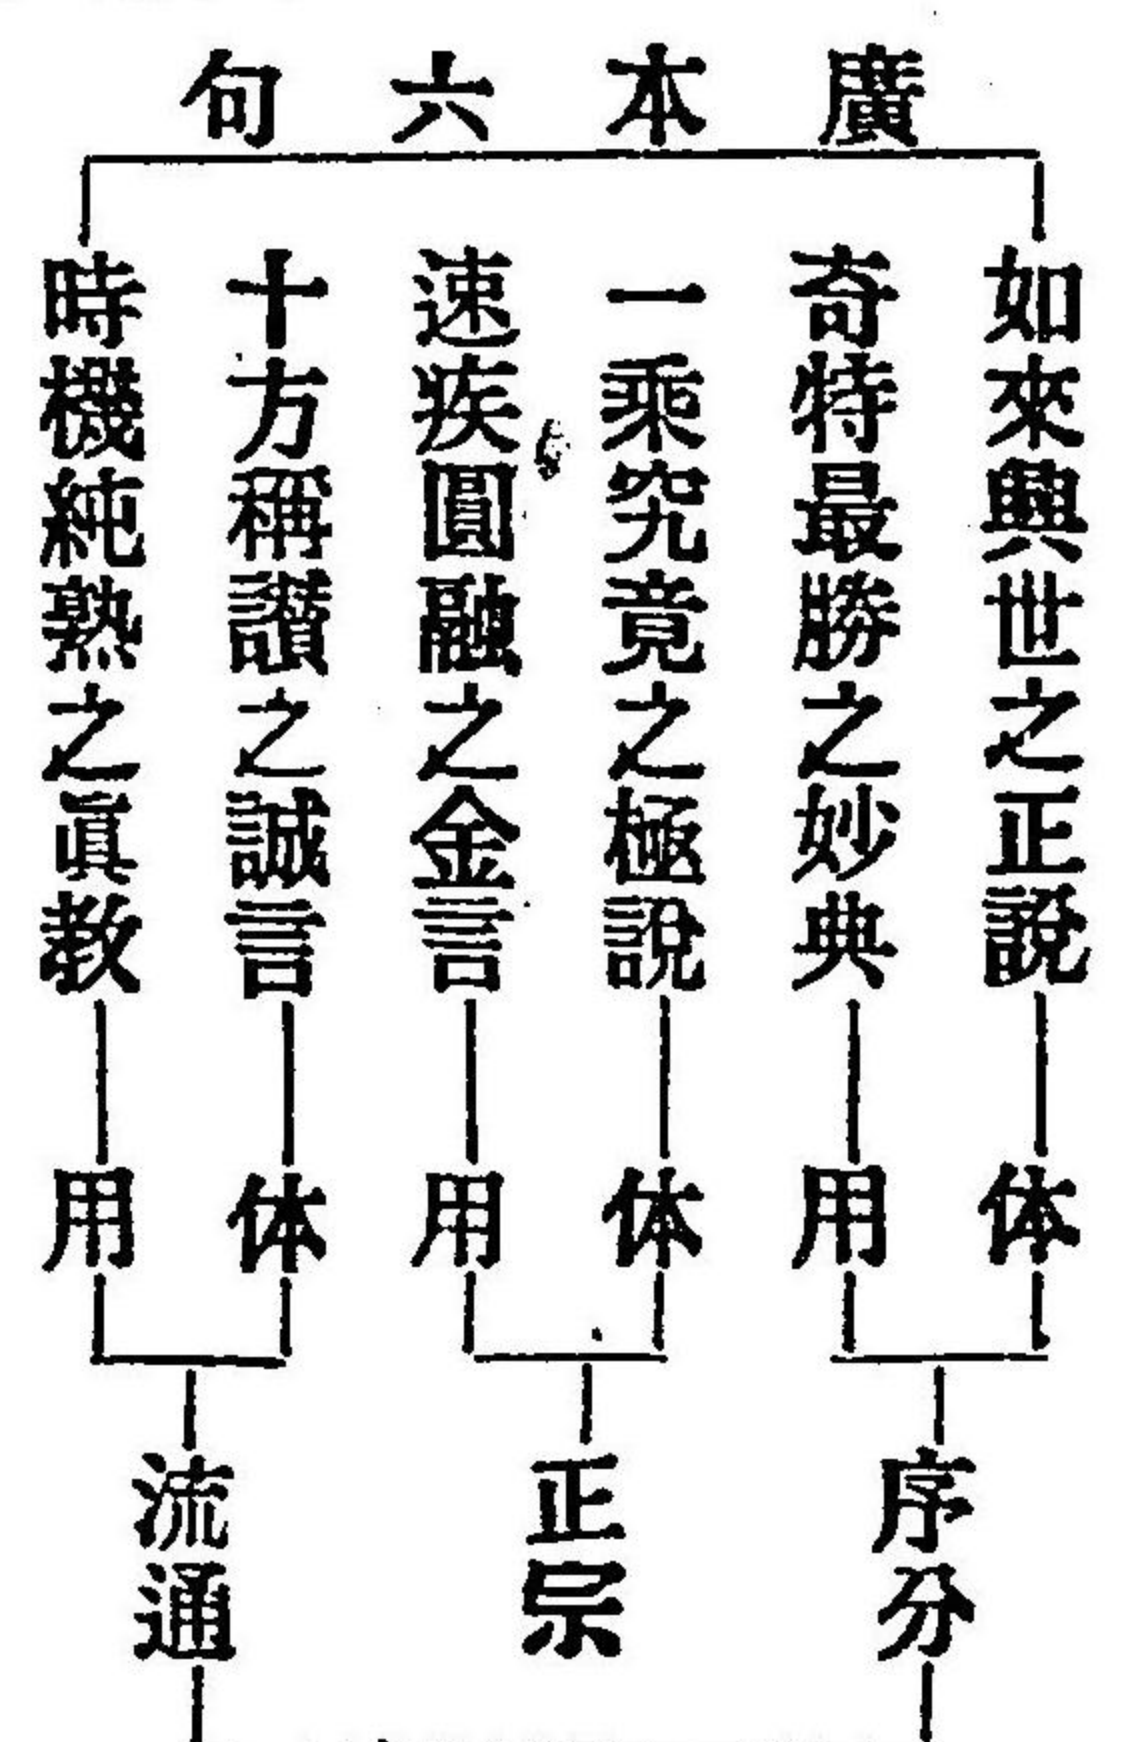 廣本六句
如來興世之正說
奇特最勝之妙典
一乘究竟之極說
速疾圓融之金言
十方稱讚之誠言
時機純熟之眞教
体
用
体
用
体
用
序分
正宗
流通